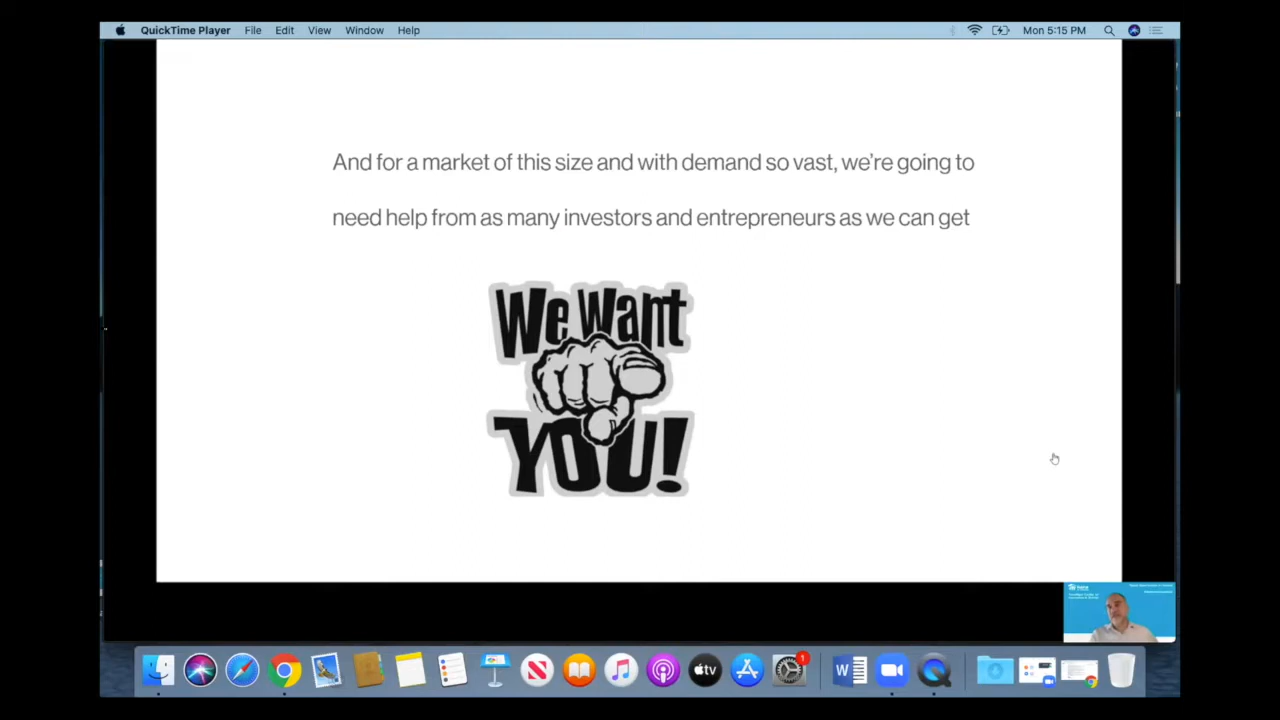 QuickTime Player File Edit View Window Help Mon 5:15 PM
And for a market of this size and with demand so vast, we're going to
need help from as many investors and entrepreneurs as we can get
We Want
YOU!
tv
1
W